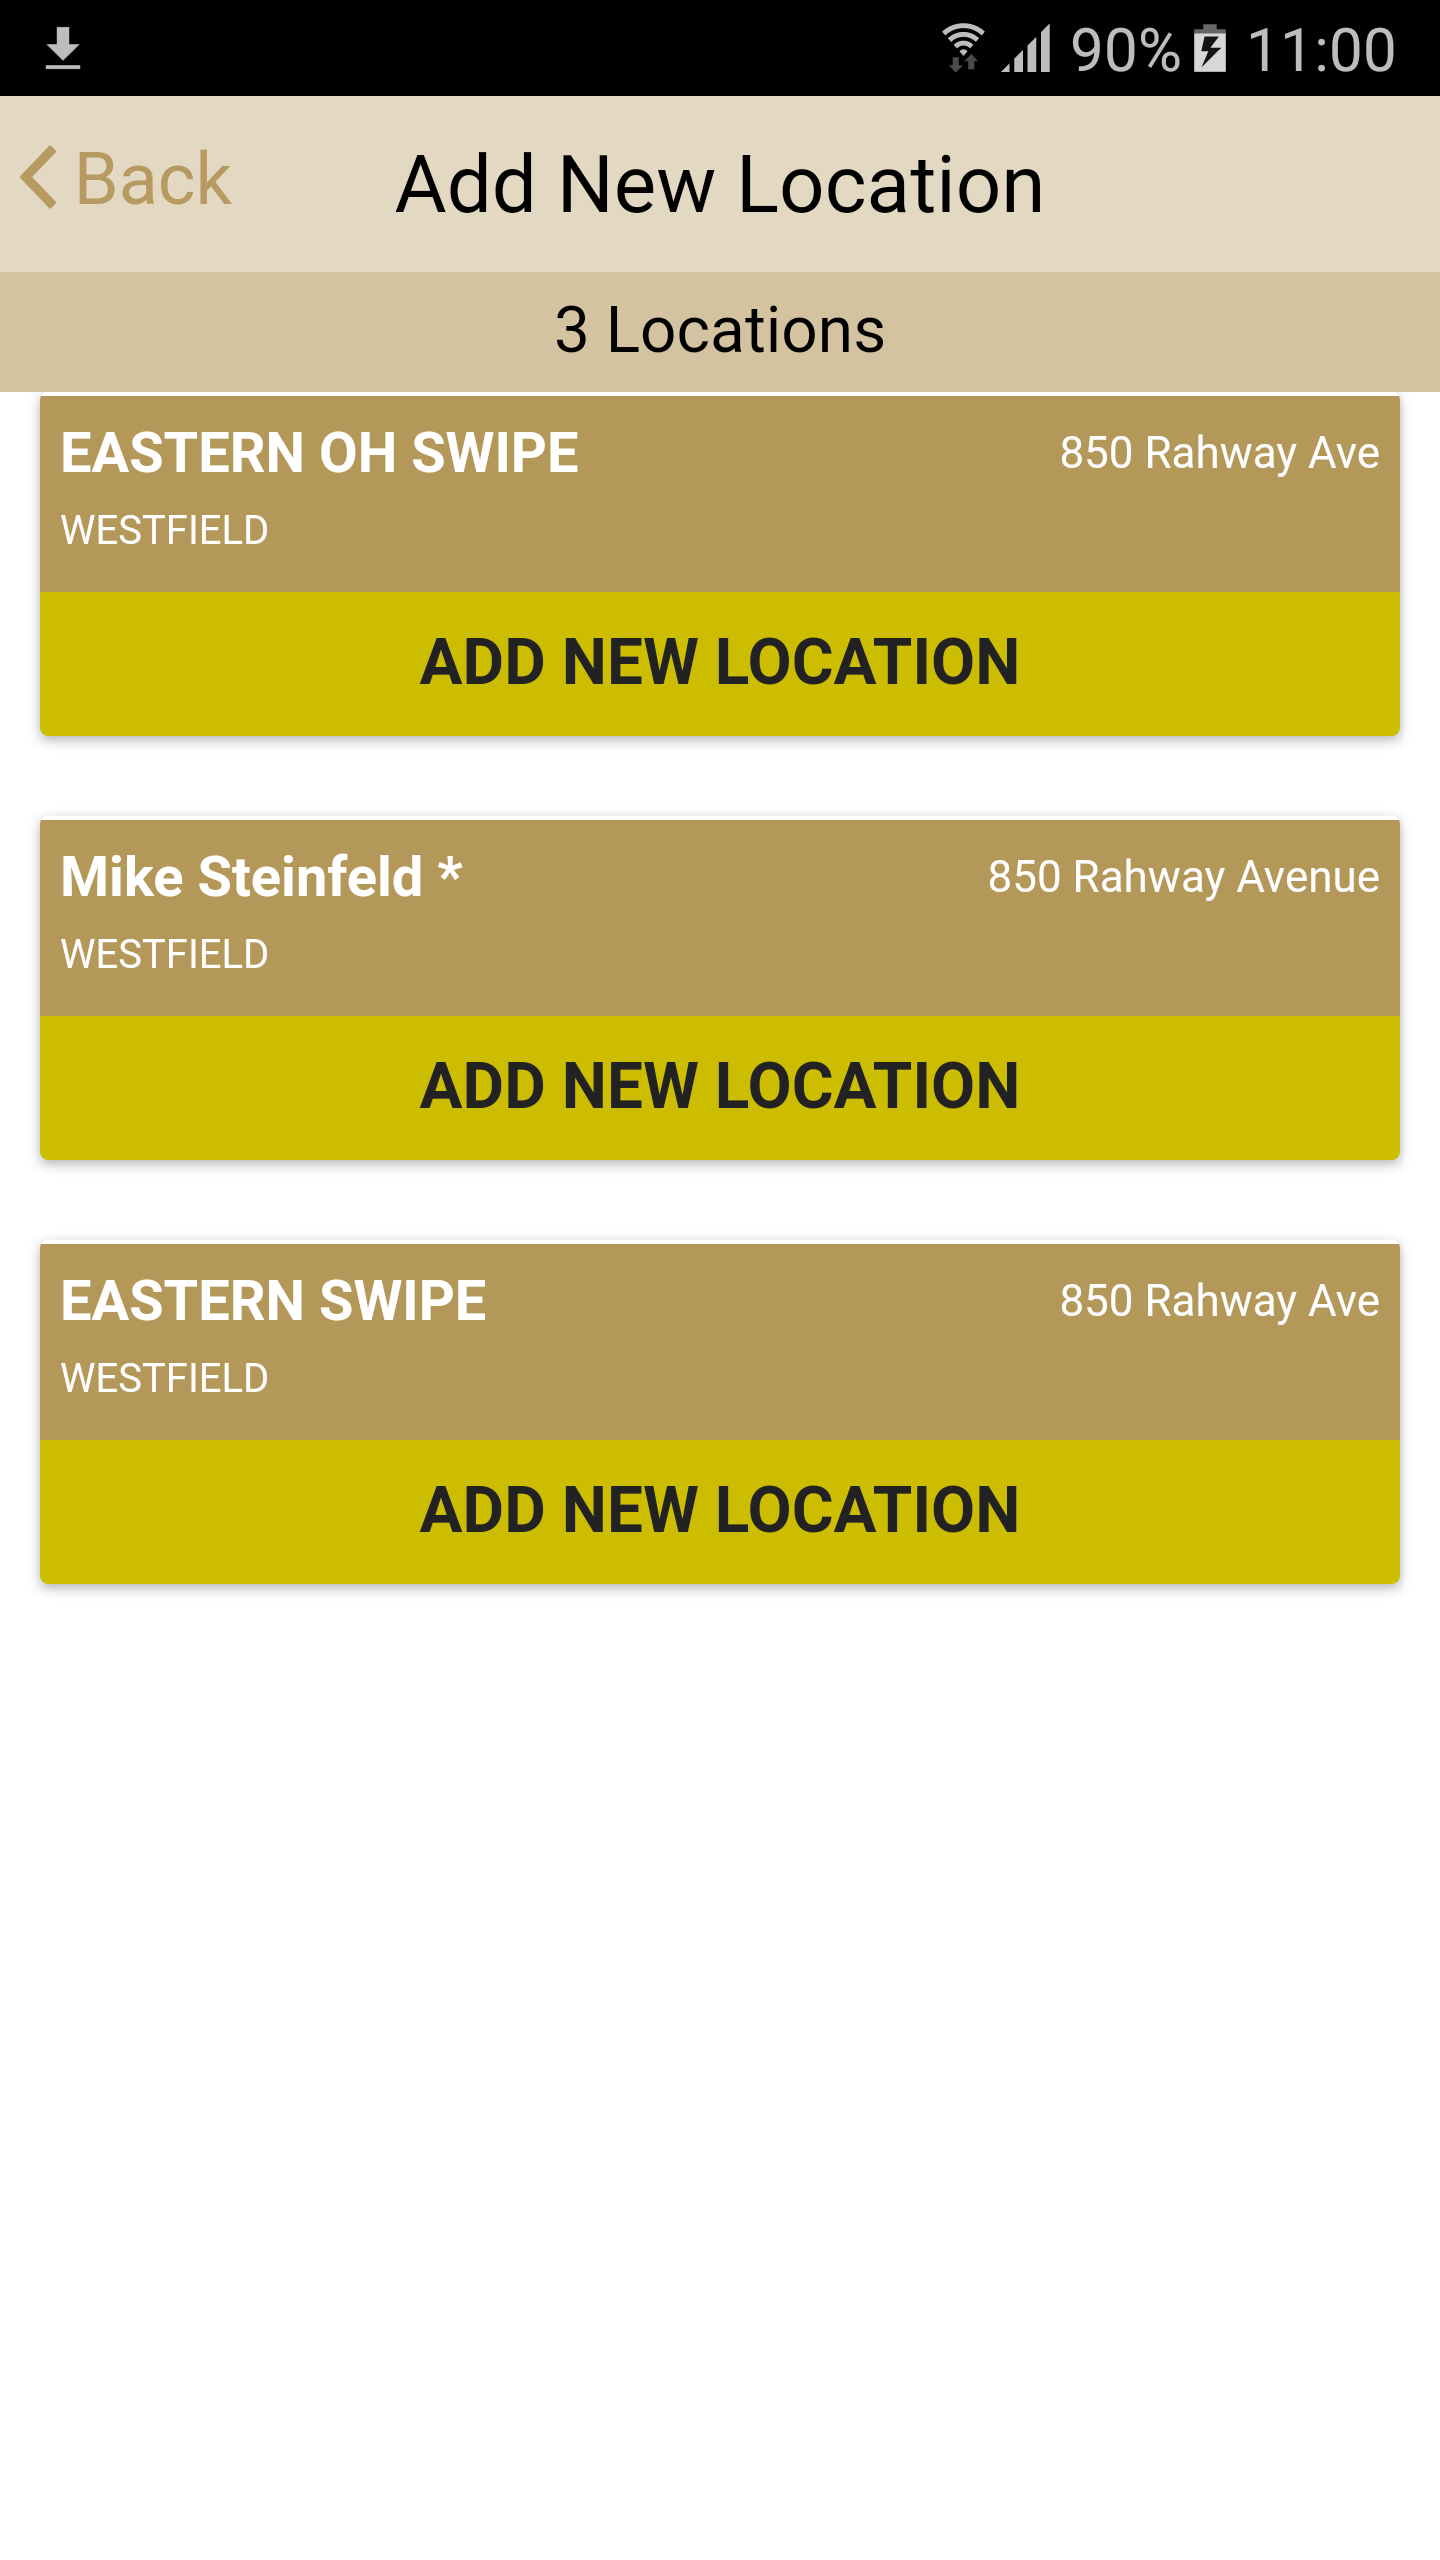 90% 11:00
Back Add New Location
3 Locations
EASTERN OH SWIPE 850 Rahway Ave
WESTFIELD
ADD NEW LOCATION
Mike Steinfeld * 850 Rahway Avenue
WESTFIELD
ADD NEW LOCATION
EASTERN SWIPE 850 Rahway Ave
WESTFIELD
ADD NEW LOCATION